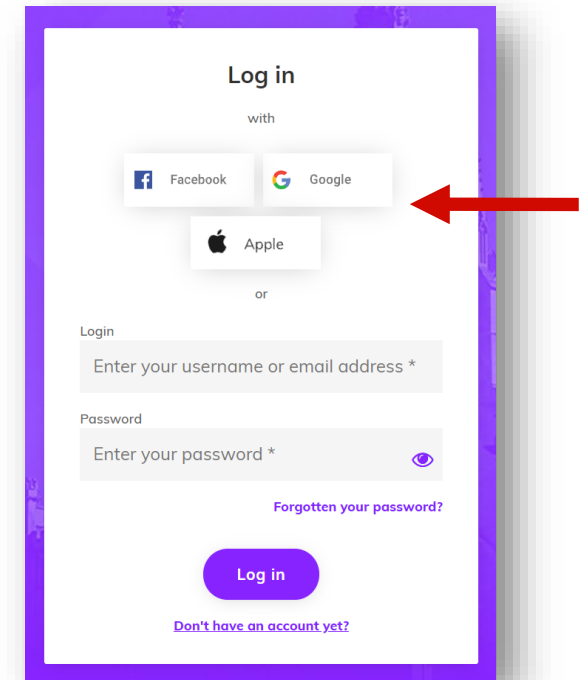 Log in
with
Facebook Google
Apple
or
Login
Enter your username or email address *
Password
Enter your password *
Forgotten your password?
Log in
Don't have an account yet?